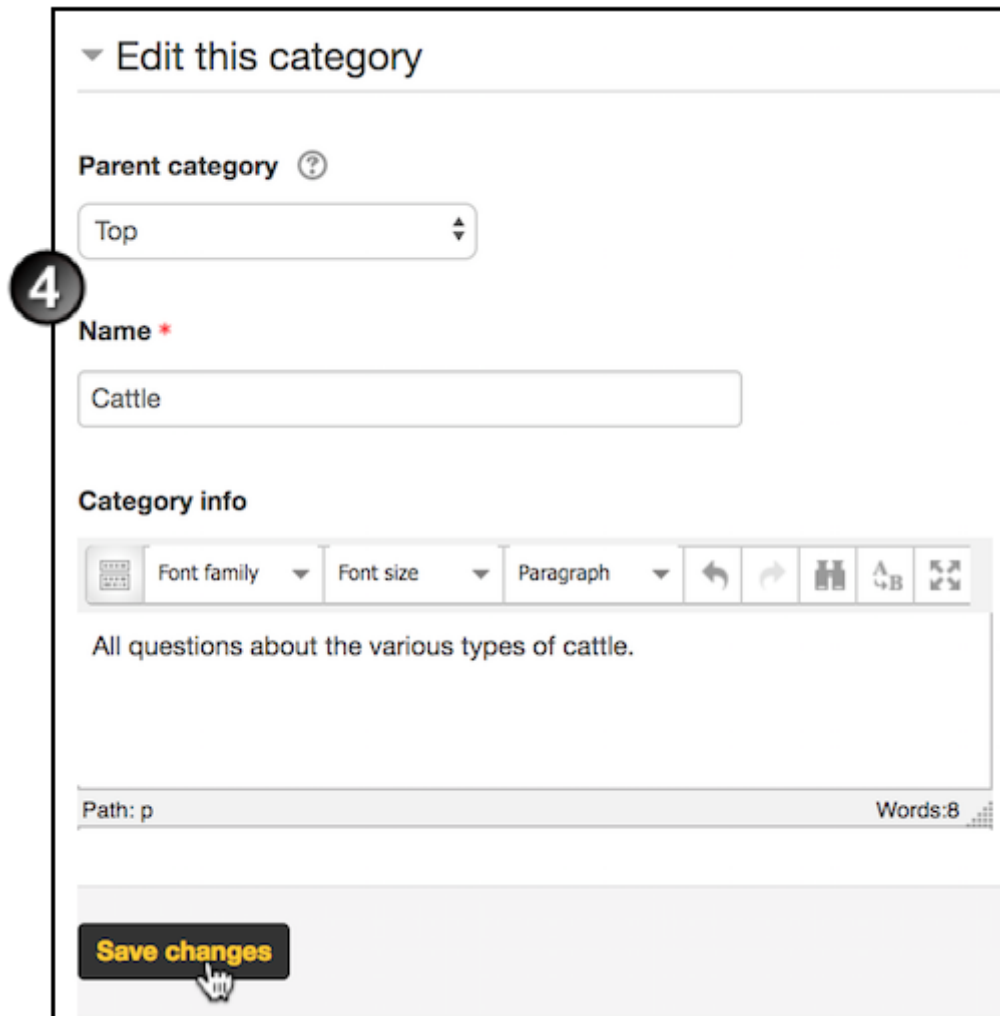 Edit this category
Parent category ?
Top
4
Name *
Cattle
Category info
Font family Font size Paragraph A B
All questions about the various types of cattle.
Path: p Words:8
Save changes